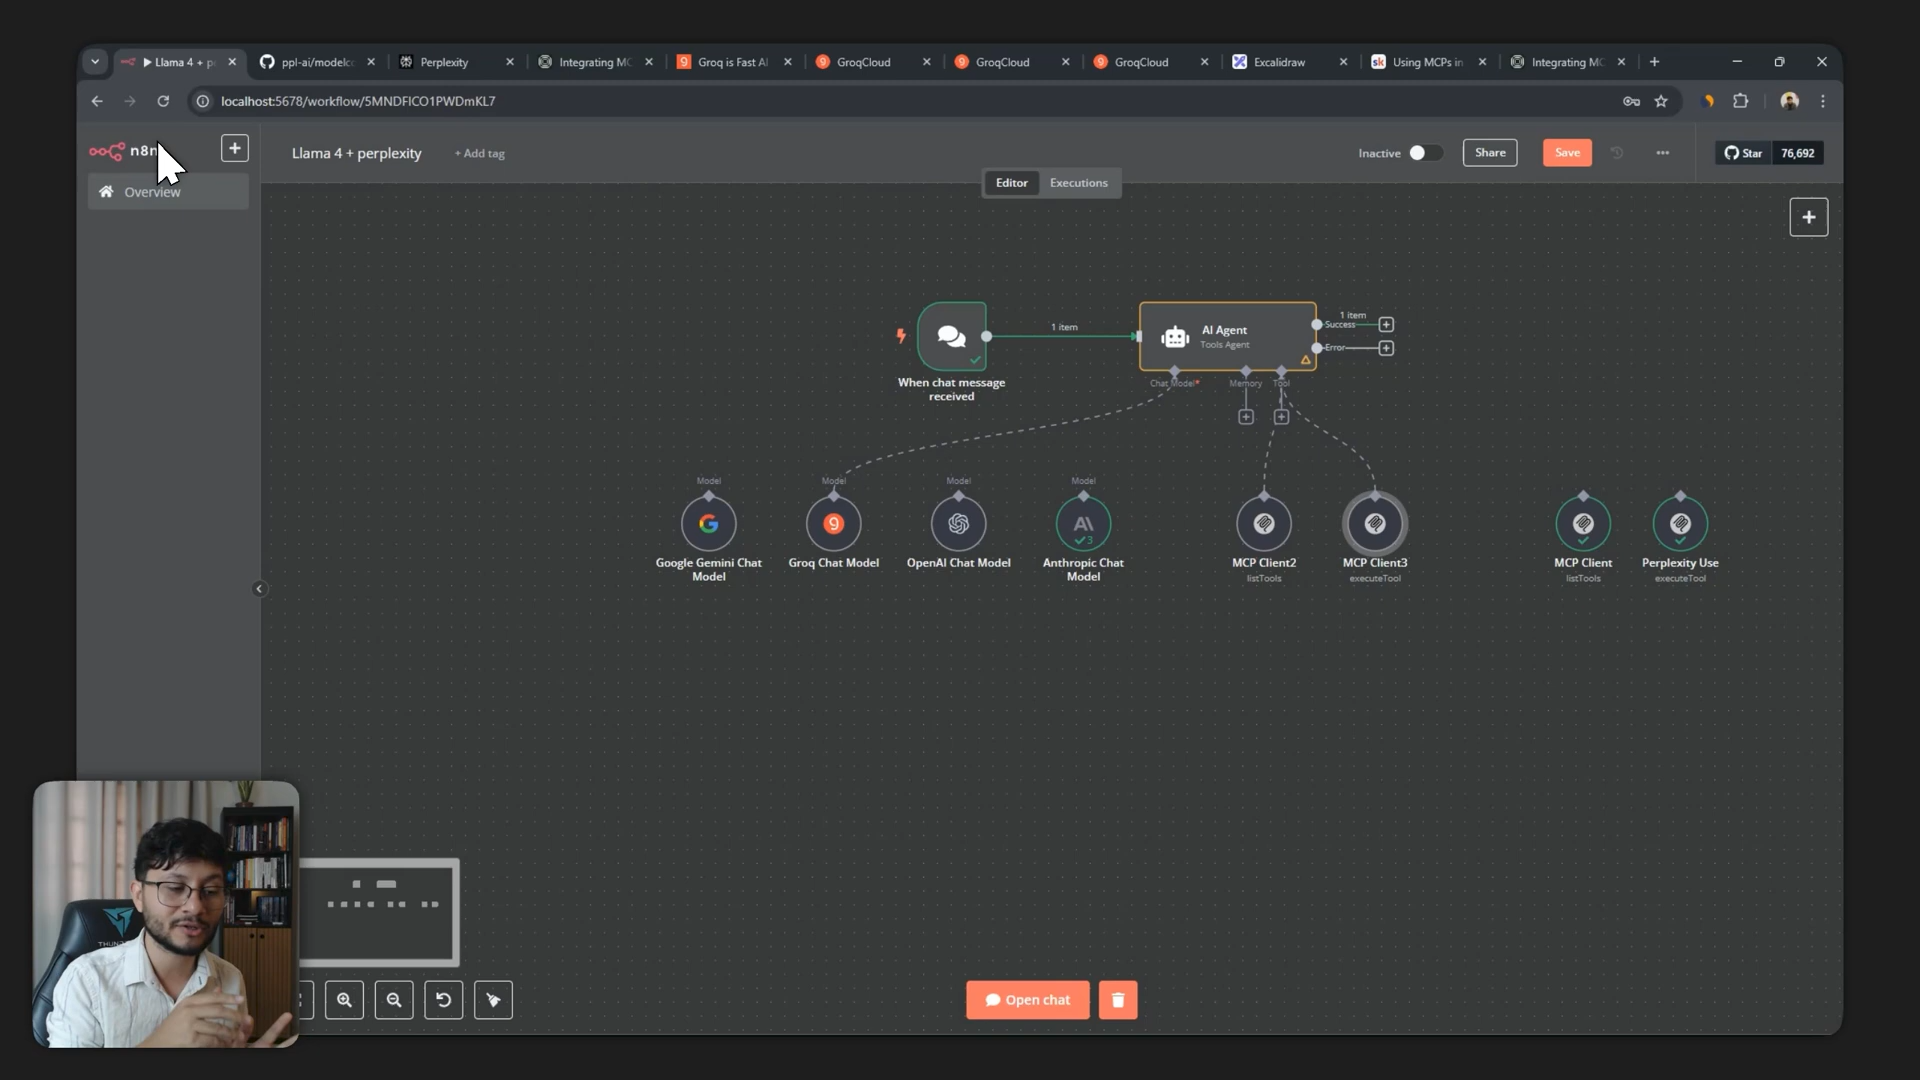 Llama 4 + p
ppl-ai/modelc
Perplexity
Integrating MC
Groq is Fast AI
GroqCloud
GroqCloud
GroqCloud
Excalidraw
Using MCPs in
Integrating MC
localhost:5678/workflow/5MNDFICO1PWDmKL7
n8n
Llama 4 + perplexity
+ Add tag
Inactive
Share
Save
Star
76,692
Overview
Editor
Executions
1 item
AI Agent
Tools Agent
1 item
Success
Error
When chat message
received
Chat Model*
Memory
Tool
Model
Model
Model
Model
Google Gemini Chat
Model
Groq Chat Model
OpenAI Chat Model
3
Anthropic Chat
Model
MCP Client2
listTools
MCP Client3
executeTool
MCP Client
listTools
Perplexity Use
executeTool
Open chat